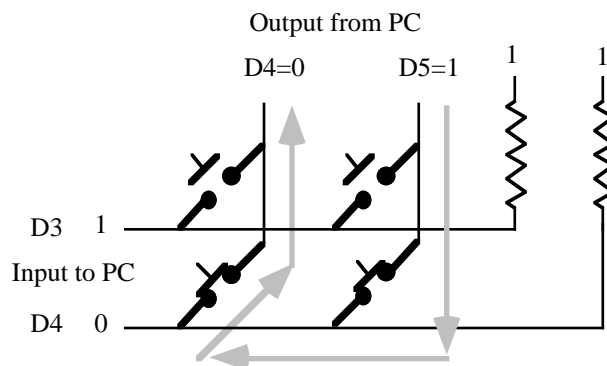 Output from PC
D4=0 D5=1 1 1
D3 1
Input to PC
D4 0